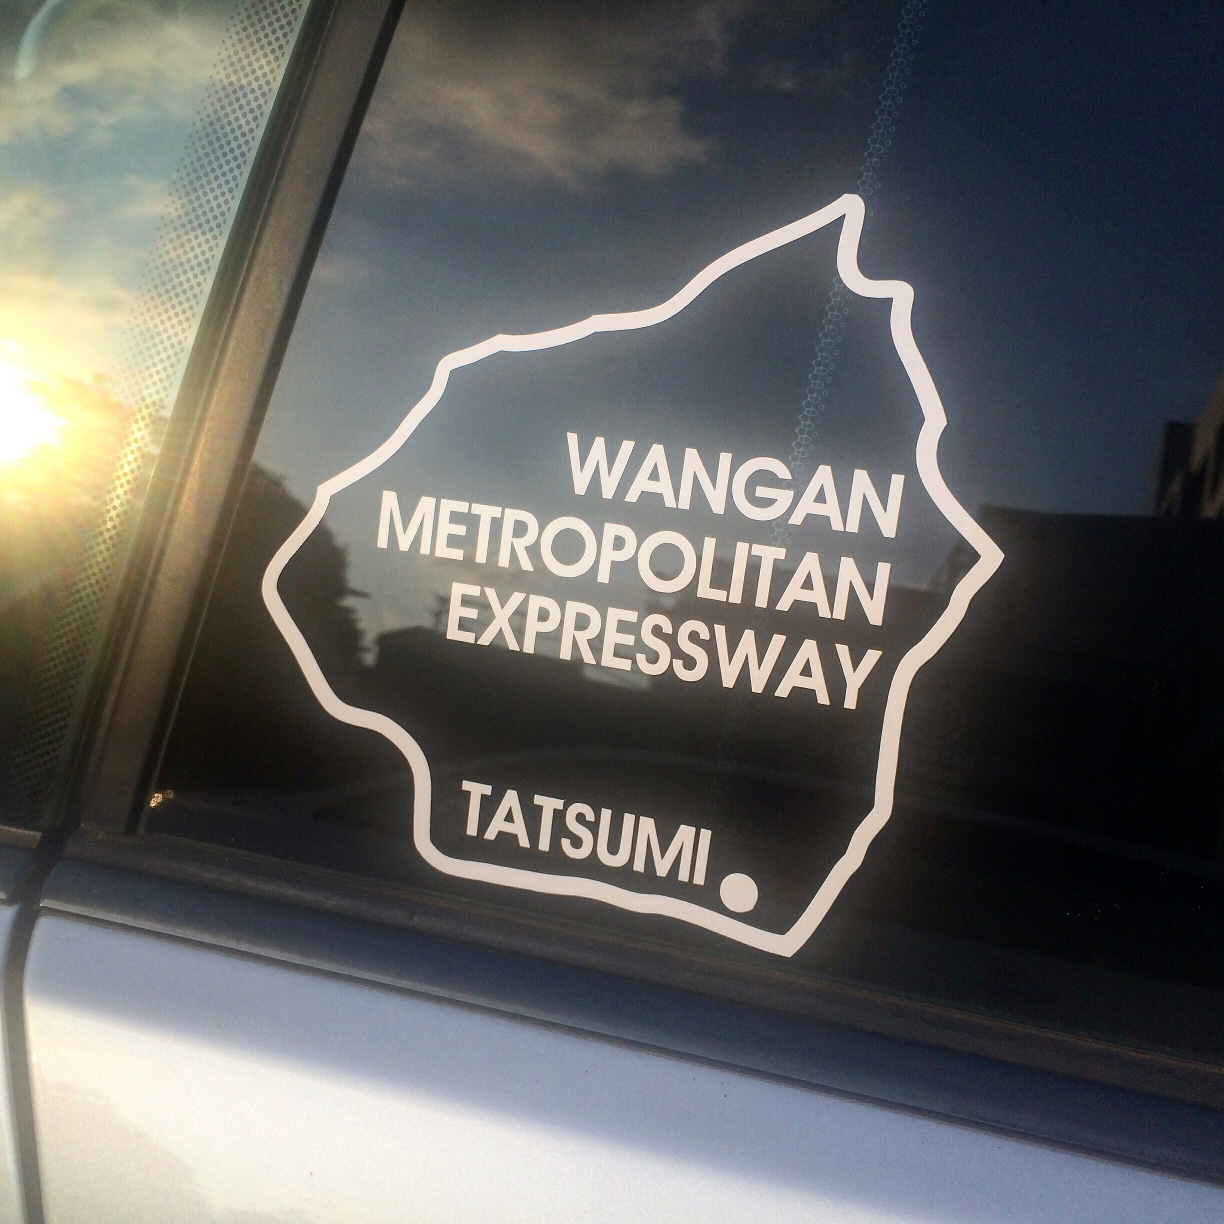 WANGAN
METROPOLITAN
EXPRESSWAY
TATSUMI